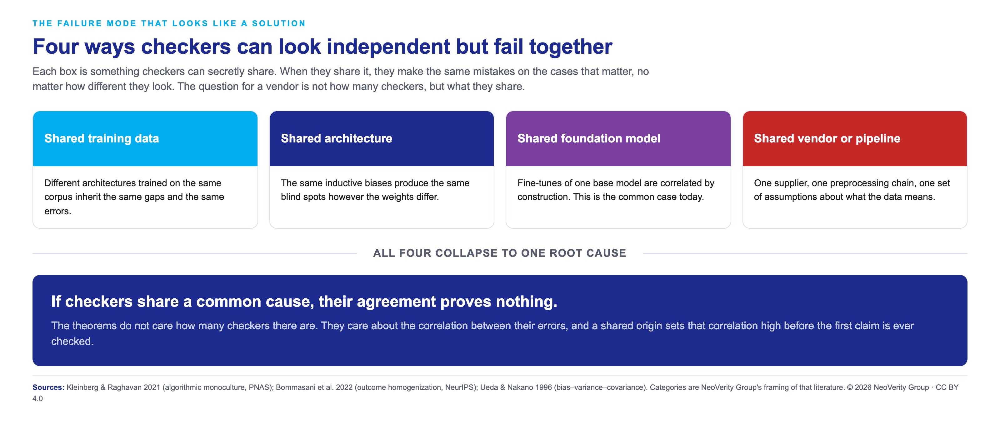 THE FAILURE MODE THAT LOOKS LIKE A SOLUTION
Four ways checkers can look independent but fail together
Each box is something checkers can secretly share. When they share it, they make the same mistakes on the cases that matter, no
matter how different they look. The question for a vendor is not how many checkers, but what they share.
Shared training data
Different architectures trained on the same
corpus inherit the same gaps and the same
errors.
Shared architecture
The same inductive biases produce the same
blind spots however the weights differ.
Shared foundation model
Fine-tunes of one base model are correlated by
construction. This is the common case today.
Shared vendor or pipeline
One supplier, one preprocessing chain, one set
of assumptions about what the data means.
ALL FOUR COLLAPSE TO ONE ROOT CAUSE
If checkers share a common cause, their agreement proves nothing.
The theorems do not care how many checkers there are. They care about the correlation between their errors, and a shared origin sets that correlation high before the first claim is ever
checked.
Sources: Kleinberg & Raghavan 2021 (algorithmic monoculture, PNAS); Bommasani et al. 2022 (outcome homogenization, NeurIPS); Ueda & Nakano 1996 (bias–variance–covariance). Categories are NeoVerity Group's framing of that literature. © 2026 NeoVerity Group · CC BY
4.0